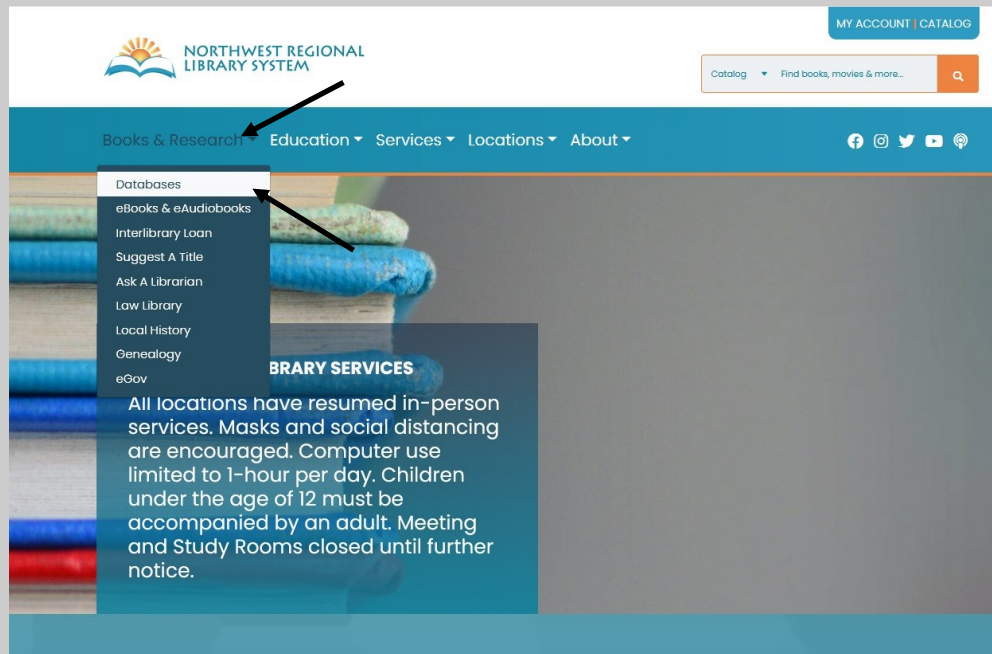 MY ACCOUNT | CATALOG
NORTHWEST REGIONAL
LIBRARY SYSTEM
Catalog Find books, movies & more...
Books & Research Education Services Locations About
Databases
eBooks & eAudiobooks
Interlibrary Loan
Suggest A Title
Ask A Librarian
Law Library
Local History
Genealogy
eGov
BRARY SERVICES
All locations have resumed in-person
services. Masks and social distancing
are encouraged. Computer use
limited to 1-hour per day. Children
under the age of 12 must be
accompanied by an adult. Meeting
and Study Rooms closed until further
notice.